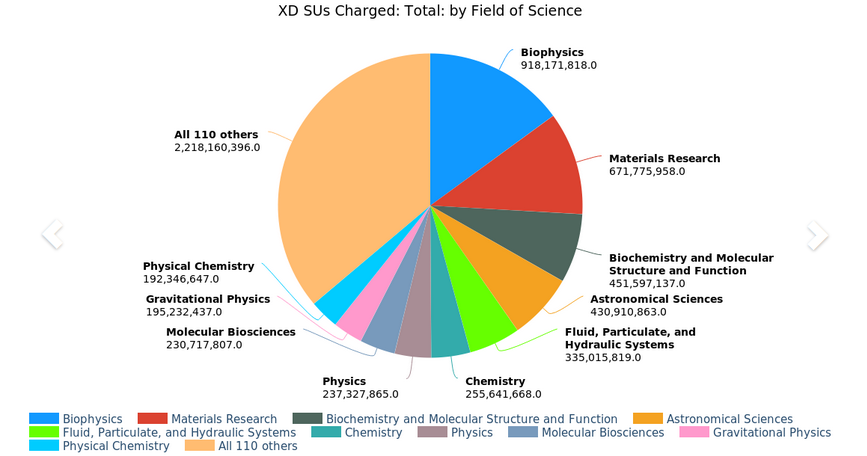 XD SUs Charged: Total: by Field of Science
Biophysics
918,171,818.0
Materials Research
671,775,958.0
Biochemistry and Molecular
Structure and Function
451,597,137.0
Astronomical Sciences
430,910,863.0
Fluid, Particulate, and
Hydraulic Systems
335,015,819.0
Chemistry
255,641,668.0
Physics
237,327,865.0
Molecular Biosciences
230,717,807.0
Gravitational Physics
195,232,437.0
Physical Chemistry
192,346,647.0
All 110 others
2,218,160,396.0
Biophysics Materials Research Biochemistry and Molecular Structure and Function Astronomical Sciences
Fluid, Particulate, and Hydraulic Systems Chemistry Physics Molecular Biosciences Gravitational Physics
Physical Chemistry All 110 others